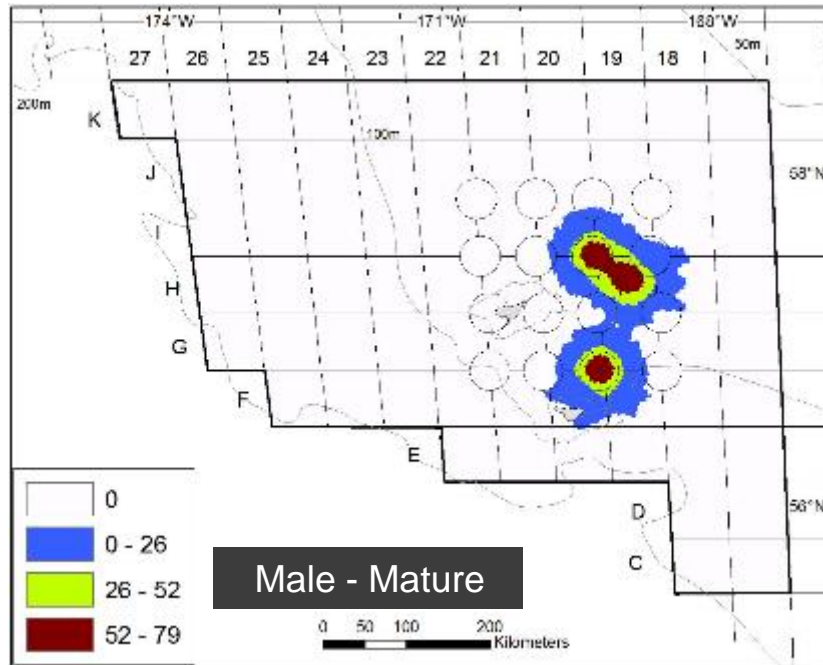 174°W 171°W 168°W
50m
27 26 25 24 23 22 21 20 19 18
200m
K
100m
58°N
J
I
H
G
F
E
D
56°N
C
0
0 - 26
26 - 52
52 - 79
Male - Mature
0 50 100 200
Kilometers